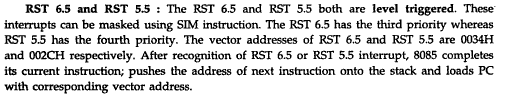 RST 6.5 and RST 5.5 : The RST 6.5 and RST 5.5 both are level triggered. These
interrupts can be masked using SIM instruction. The RST 6.5 has the third priority whereas
RST 5.5 has the fourth priority. The vector addresses of RST 6.5 and RST 5.5 are 0034H
and 002CH respectively. After recognition of RST 6.5 or RST 5.5 interrupt, 8085 completes
its current instruction; pushes the address of next instruction onto the stack and loads PC
with corresponding vector address.